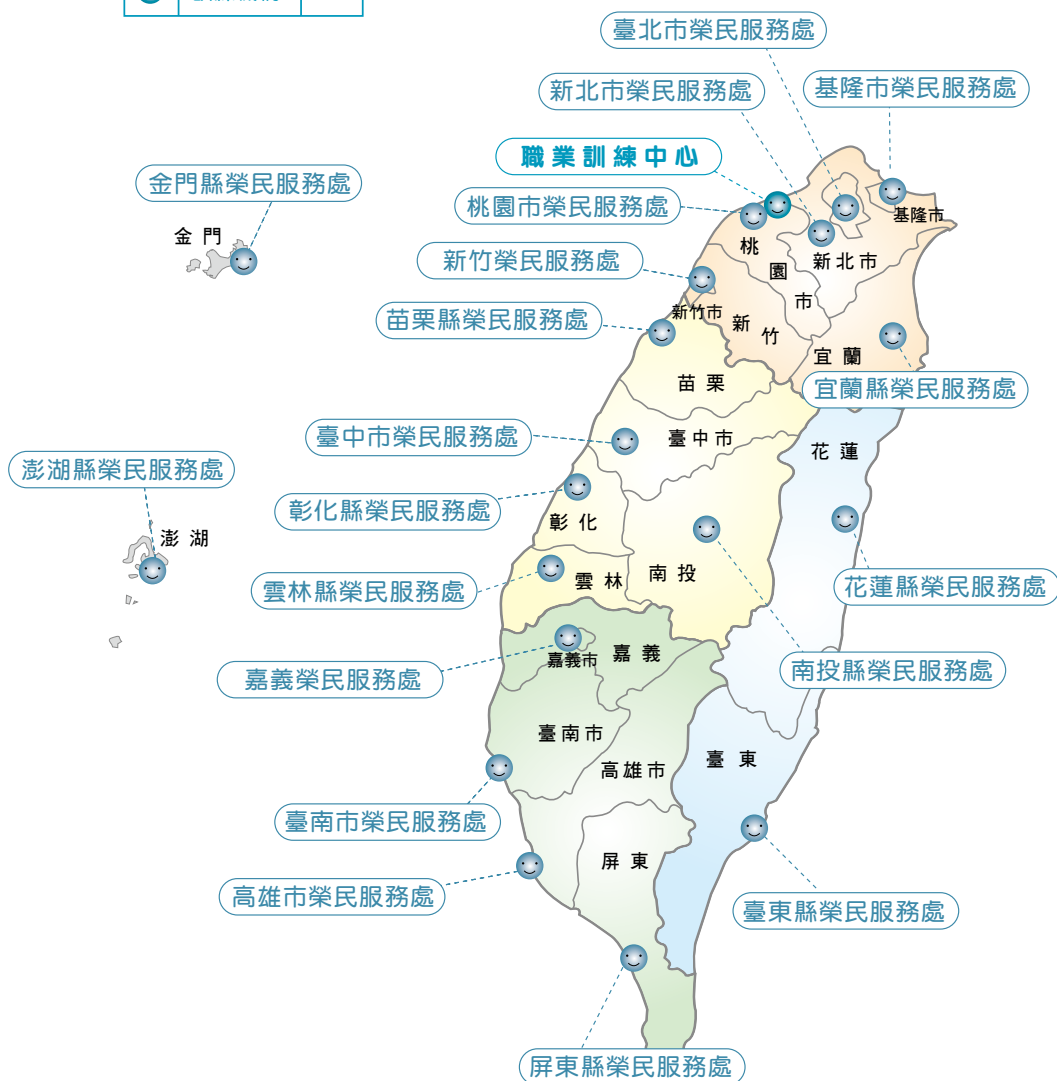 臺北市榮民服務處
新北市榮民服務處
基隆市榮民服務處
職業訓練中心
金門縣榮民服務處
桃園市榮民服務處
基隆市
金門
桃園市
新北市
新竹榮民服務處
新竹市
新竹
苗栗縣榮民服務處
宜蘭
苗栗
宜蘭縣榮民服務處
臺中市榮民服務處
臺中市
花蓮
澎湖縣榮民服務處
彰化縣榮民服務處
彰化
澎湖
雲林縣榮民服務處
雲林
南投
花蓮縣榮民服務處
嘉義市
嘉義
嘉義榮民服務處
南投縣榮民服務處
臺南市
高雄市
臺東
臺南市榮民服務處
屏東
高雄市榮民服務處
臺東縣榮民服務處
屏東縣榮民服務處